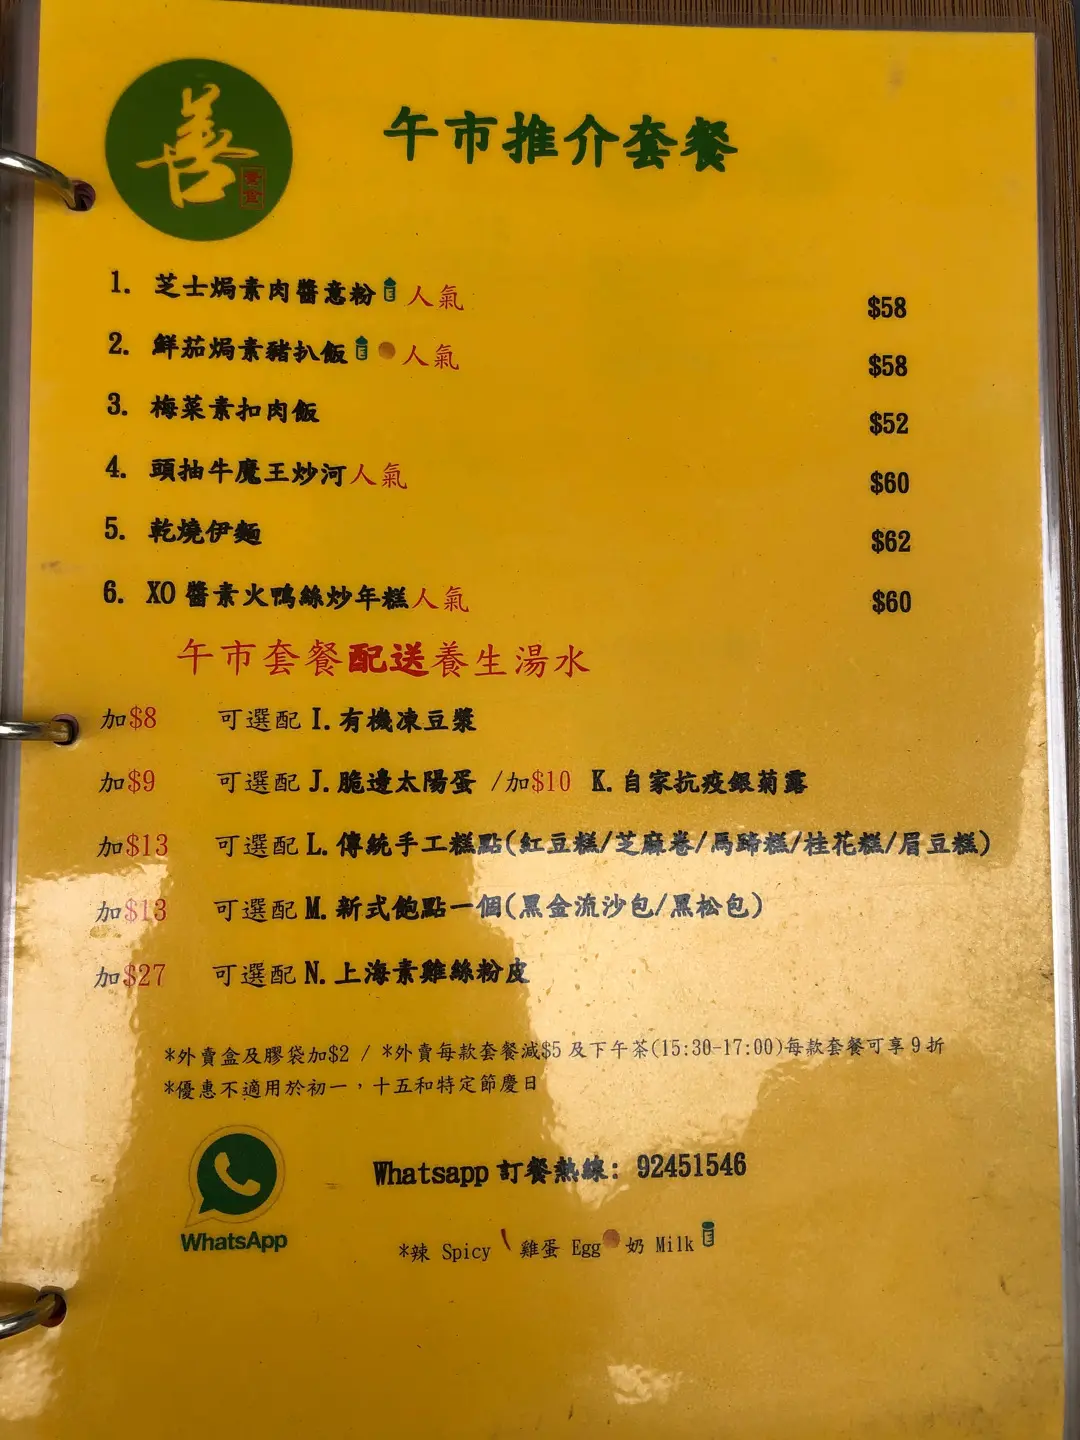 善
善食
午市推介套餐
1. 芝士焗素肉醬意粉 人氣 $58
2. 鮮茄焗素豬扒飯 人氣 $58
3. 梅菜素扣肉飯 $52
4. 頭抽牛魔王炒河人氣 $60
5. 乾燒伊麵 $62
6. XO 醬素火鴨絲炒年糕人氣 $60
午市套餐配送養生湯水
加$8 可選配 I.有機凍豆漿
加$9 可選配 J.脆邊太陽蛋 /加$10 K.自家抗疫銀菊露
加$13 可選配 L.傳統手工糕點(紅豆糕/芝麻卷/馬蹄糕/桂花糕/眉豆糕)
加$13 可選配 M.新式飽點一個(黑金流沙包/黑松包)
加$27 可選配 N.上海素雞絲粉皮
*外賣盒及膠袋加$2 / *外賣每款套餐減$5 及下午茶(15:30-17:00)每款套餐可享 9 折
*優惠不適用於初一，十五和特定節慶日
Whatsapp 訂餐熱線: 92451546
WhatsApp
*辣 Spicy 雞蛋 Egg 奶 Milk